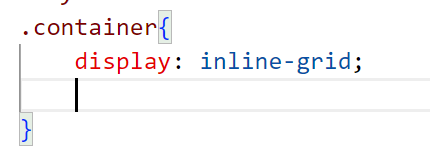 .container{
display: inline-grid;
}